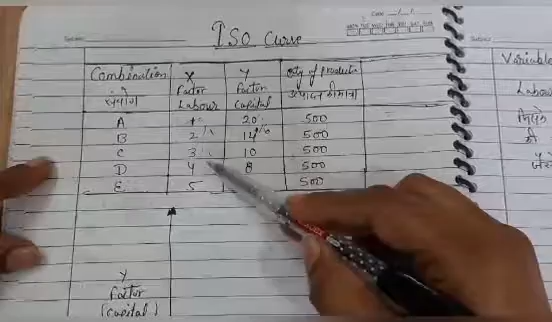 ISO Curve
Combination X Y Qty of Production
संयोग Factor Factor उत्पादन की मात्रा
Labour Capital
A 1 20 500
B 2 14 500
C 3 10 500
D 4 8 500
E 5 500
Y
Factor
(Capital)
Variable
Labour